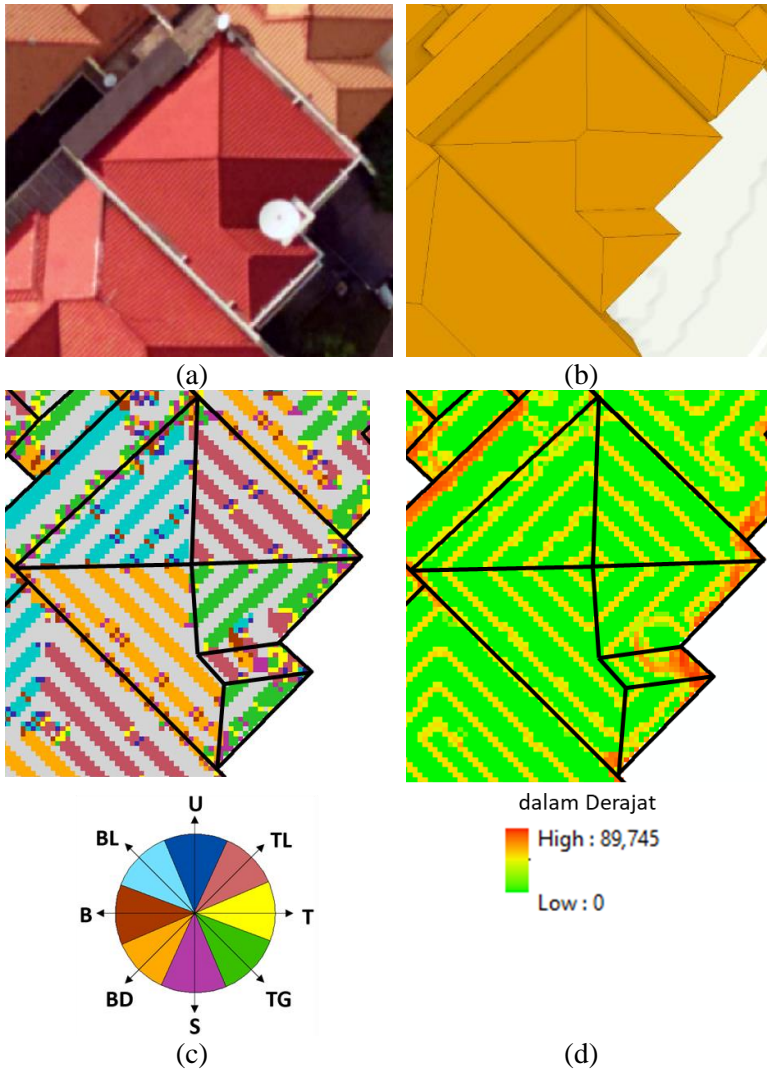 (a) (b)
U
BL TL
B T
BD TG
S
(c)
dalam Derajat
High : 89,745
Low : 0
(d)